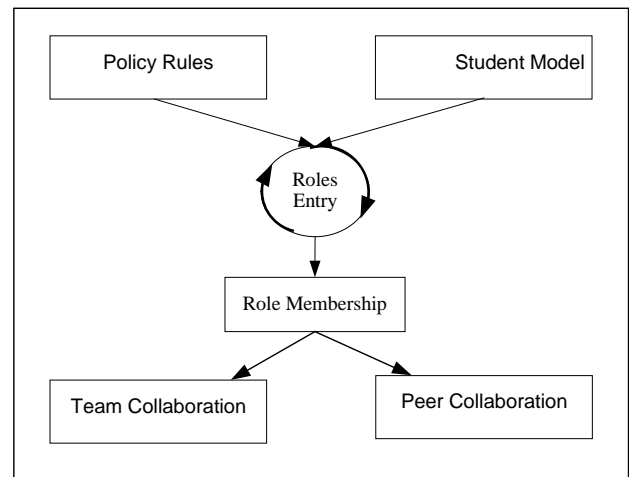 Policy Rules
Student Model
Roles
Entry
Role Membership
Team Collaboration
Peer Collaboration